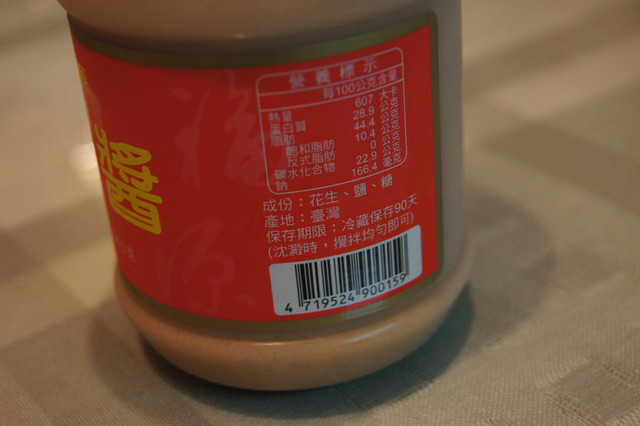 醬
福
源
營養標示
每100公克含量
熱量 607 大卡
蛋白質 28.9 公克
脂肪 44.4 公克
飽和脂肪 10.4 公克
反式脂肪 0 公克
碳水化合物 22.9 公克
鈉 166.4 毫克
成份：花生、鹽、糖
產地：臺灣
保存期限：冷藏保存90天
(沈澱時，攪拌均勻即可)
4 719524 900159